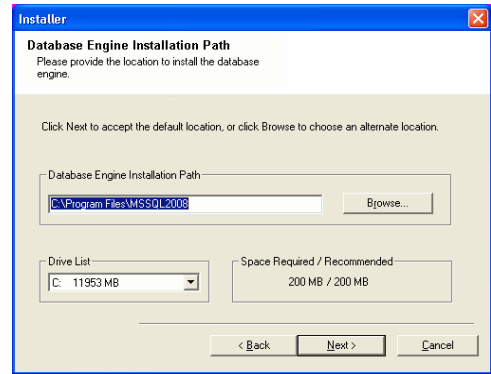 Installer
Database Engine Installation Path
Please provide the location to install the database
engine.
Click Next to accept the default location, or click Browse to choose an alternate location.
Database Engine Installation Path
C:\Program Files\MSSQL2008
Browse...
Drive List
C: 11953 MB
Space Required / Recommended
200 MB / 200 MB
< Back
Next >
Cancel